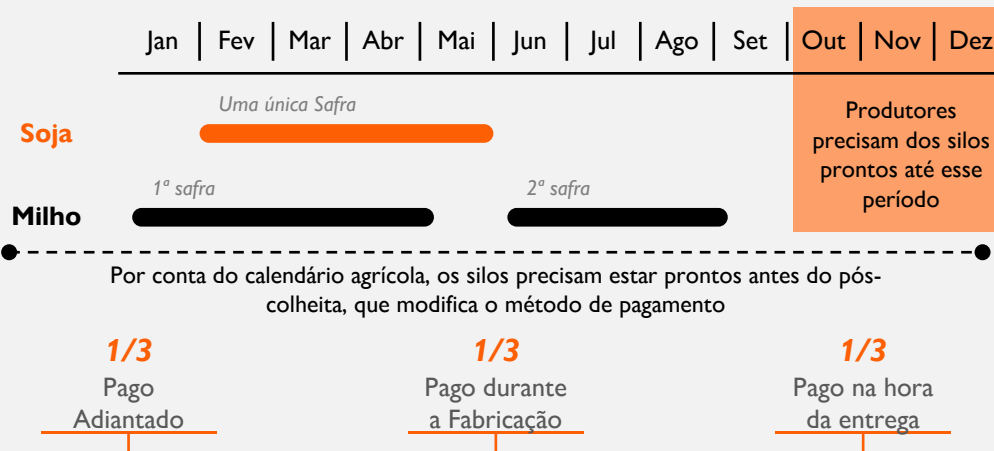 Jan | Fev | Mar | Abr | Mai | Jun | Jul | Ago | Set | Out | Nov | Dez
Uma única Safra
Soja
Produtores
precisam dos silos
prontos até esse
período
1ª safra
2ª safra
Milho
Por conta do calendário agrícola, os silos precisam estar prontos antes do pós-
colheita, que modifica o método de pagamento
1/3
Pago
Adiantado
1/3
Pago durante
a Fabricação
1/3
Pago na hora
da entrega